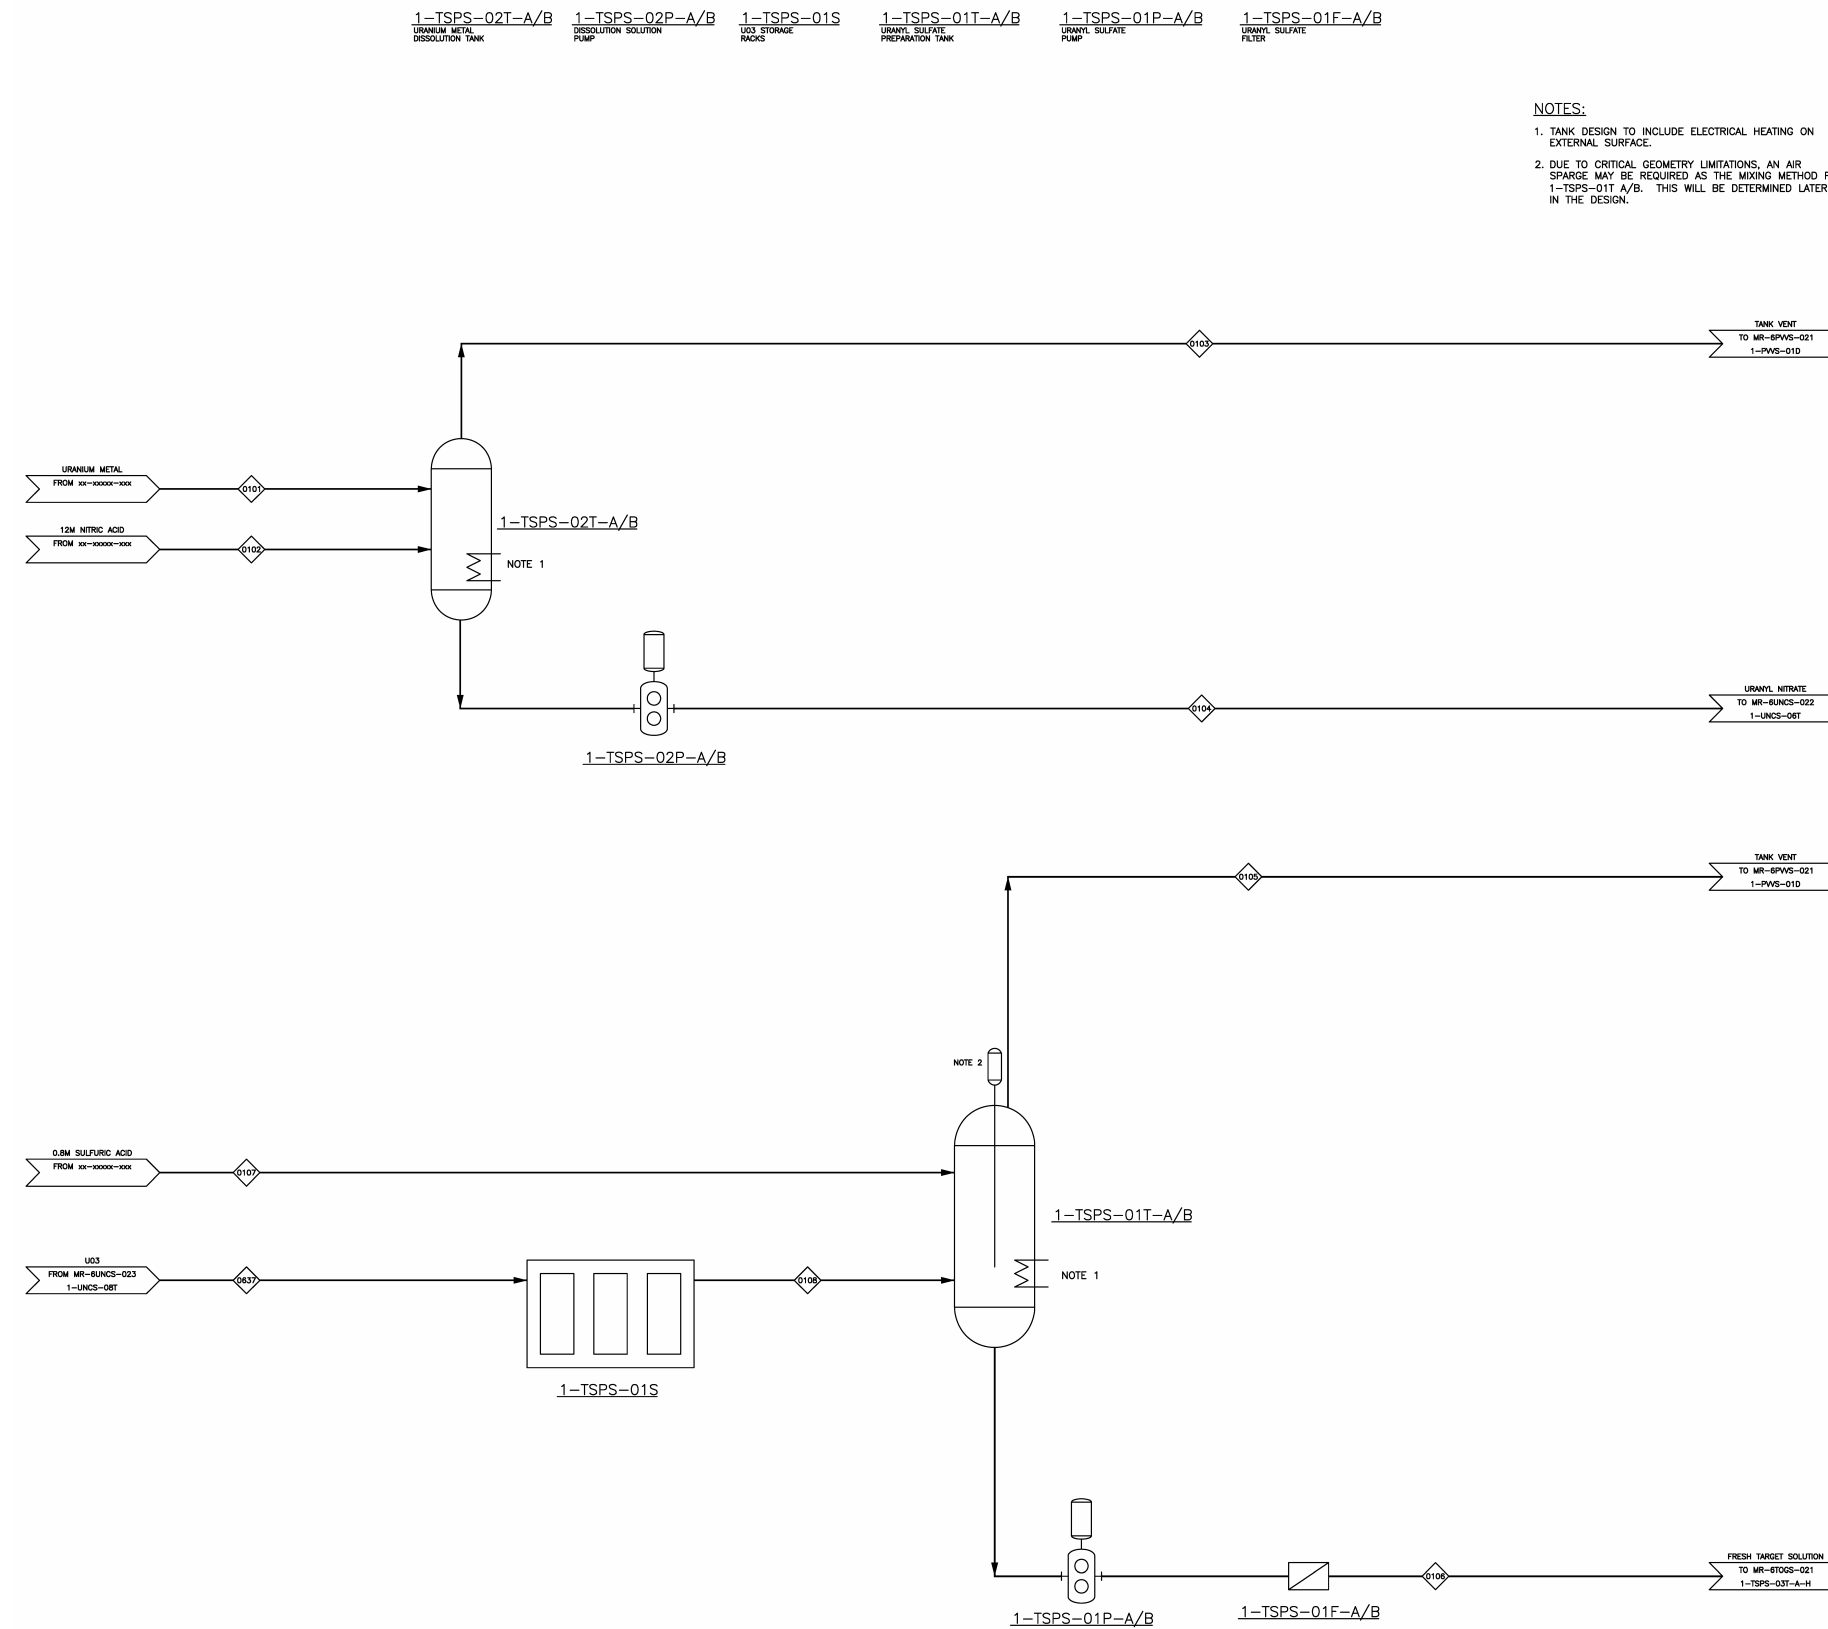 1-TSPS-02T-A/B
URANIUM METAL
DISSOLUTION TANK
1-TSPS-02P-A/B
DISSOLUTION SOLUTION
PUMP
1-TSPS-01S
UO3 STORAGE
RACKS
1-TSPS-01T-A/B
URANYL SULFATE
PREPARATION TANK
1-TSPS-01P-A/B
URANYL SULFATE
PUMP
1-TSPS-01F-A/B
URANYL SULFATE
FILTER
NOTES:
1. TANK DESIGN TO INCLUDE ELECTRICAL HEATING ON
EXTERNAL SURFACE.
2. DUE TO CRITICAL GEOMETRY LIMITATIONS, AN AIR
SPARGE MAY BE REQUIRED AS THE MIXING METHOD
1-TSPS-01T A/B. THIS WILL BE DETERMINED LATER
IN THE DESIGN.
TANK VENT
TO MR-6PVVS-021
1-PVVS-01D
0103
URANIUM METAL
FROM xx-xxxxx-xxx
0101
12M NITRIC ACID
FROM xx-xxxxx-xxx
0102
1-TSPS-02T-A/B
NOTE 1
URANYL NITRATE
TO MR-6UNCS-022
1-UNCS-06T
0104
1-TSPS-02P-A/B
TANK VENT
TO MR-6PVVS-021
1-PVVS-01D
0105
NOTE 2
0.8M SULFURIC ACID
FROM xx-xxxxx-xxx
0107
1-TSPS-01T-A/B
UO3
FROM MR-6UNCS-023
1-UNCS-08T
0637
0108
NOTE 1
1-TSPS-01S
FRESH TARGET SOLUTION
TO MR-6TOGS-021
1-TSPS-03T-A-H
0106
1-TSPS-01P-A/B
1-TSPS-01F-A/B